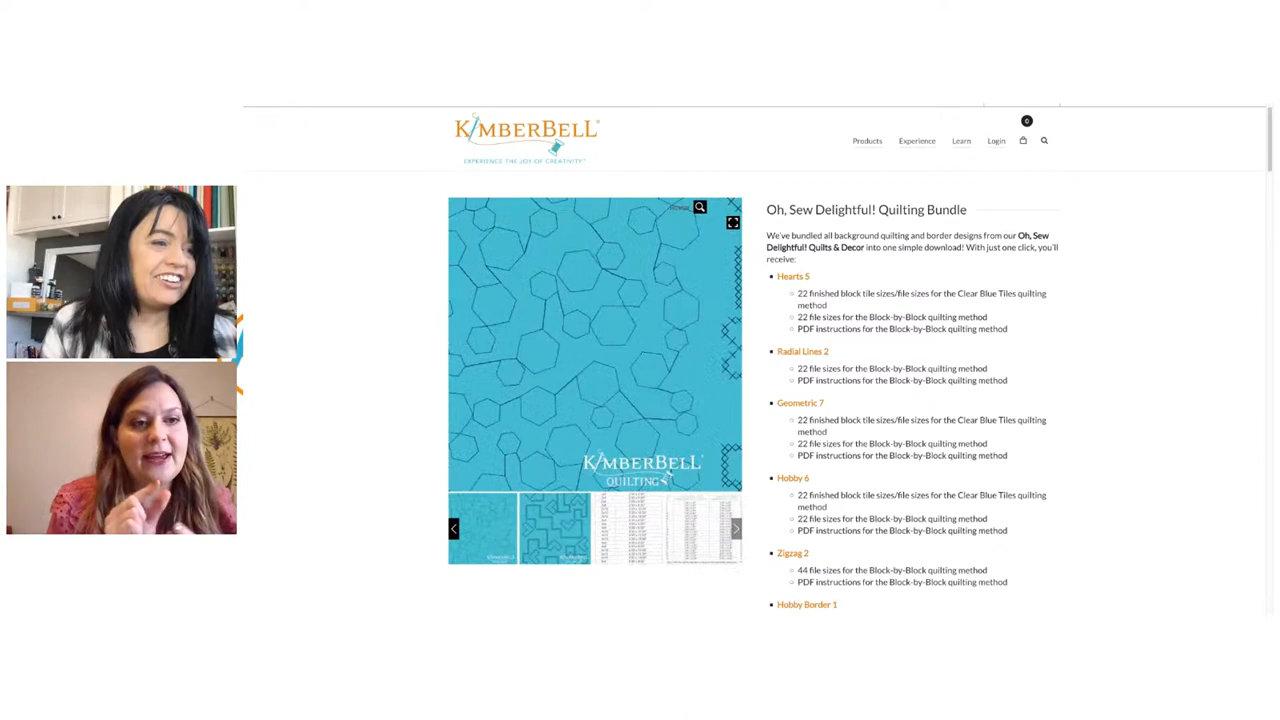 KIMBERBELL®
EXPERIENCE THE JOY OF CREATIVITY™
Products
Experience
Learn
Login
0
Oh, Sew Delightful! Quilting Bundle
We've bundled all background quilting and border designs from our Oh, Sew
Delightful! Quilts & Decor into one simple download! With just one click, you'll
receive:
Hearts 5
22 finished block tile sizes/file sizes for the Clear Blue Tiles quilting
method
22 file sizes for the Block-by-Block quilting method
PDF instructions for the Block-by-Block quilting method
Radial Lines 2
22 file sizes for the Block-by-Block quilting method
PDF instructions for the Block-by-Block quilting method
Geometric 7
22 finished block tile sizes/file sizes for the Clear Blue Tiles quilting
method
22 file sizes for the Block-by-Block quilting method
PDF instructions for the Block-by-Block quilting method
Hobby 6
22 finished block tile sizes/file sizes for the Clear Blue Tiles quilting
method
22 file sizes for the Block-by-Block quilting method
PDF instructions for the Block-by-Block quilting method
Zigzag 2
44 file sizes for the Block-by-Block quilting method
PDF instructions for the Block-by-Block quilting method
Hobby Border 1
KIMBERBELL
QUILTING